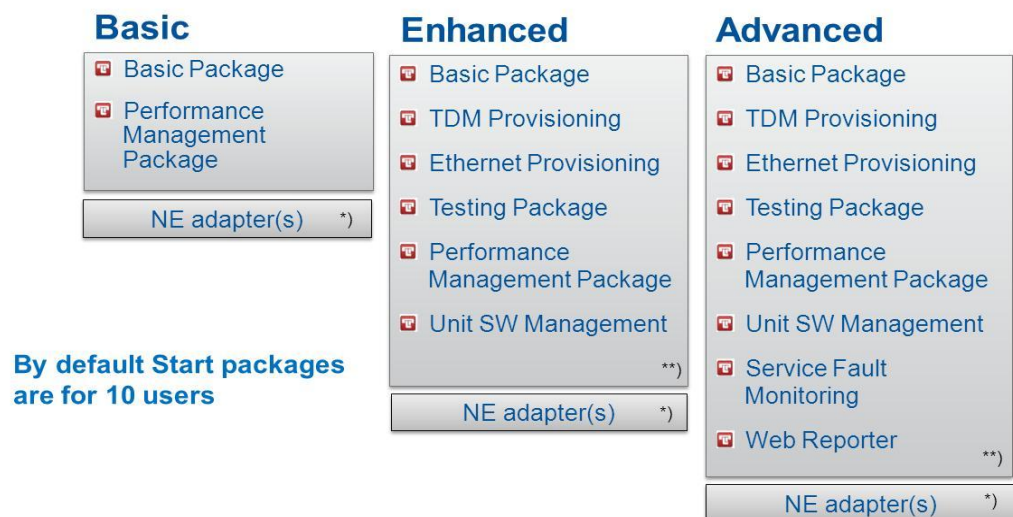 Basic
Basic Package
Performance
Management
Package
NE adapter(s) *)
By default Start packages
are for 10 users
Enhanced
Basic Package
TDM Provisioning
Ethernet Provisioning
Testing Package
Performance
Management Package
Unit SW Management
**)
NE adapter(s) *)
Advanced
Basic Package
TDM Provisioning
Ethernet Provisioning
Testing Package
Performance
Management Package
Unit SW Management
Service Fault
Monitoring
Web Reporter
**)
NE adapter(s) *)